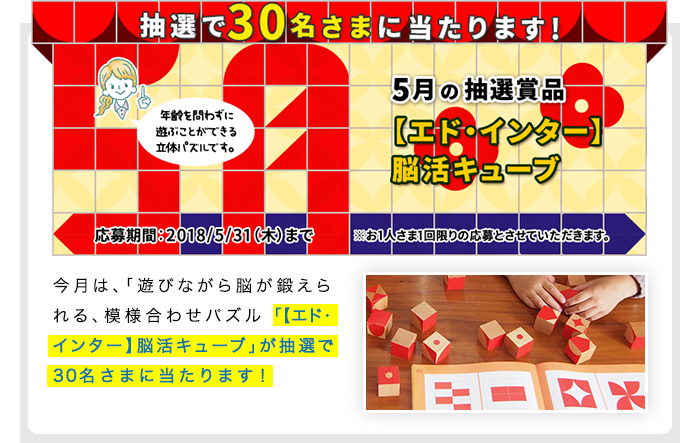 抽選で30名さまに当たります!
5月の抽選賞品
【エド・インター】
脳活キューブ
年齢を問わずに
遊ぶことができる
立体パズルです。
応募期間:2018/5/31(木)まで
※お1人さま1回限りの応募とさせていただきます。
今月は、「遊びながら脳が鍛えら
れる、模様合わせパズル「【エド・
インター】脳活キューブ」が抽選で
30名さまに当たります！